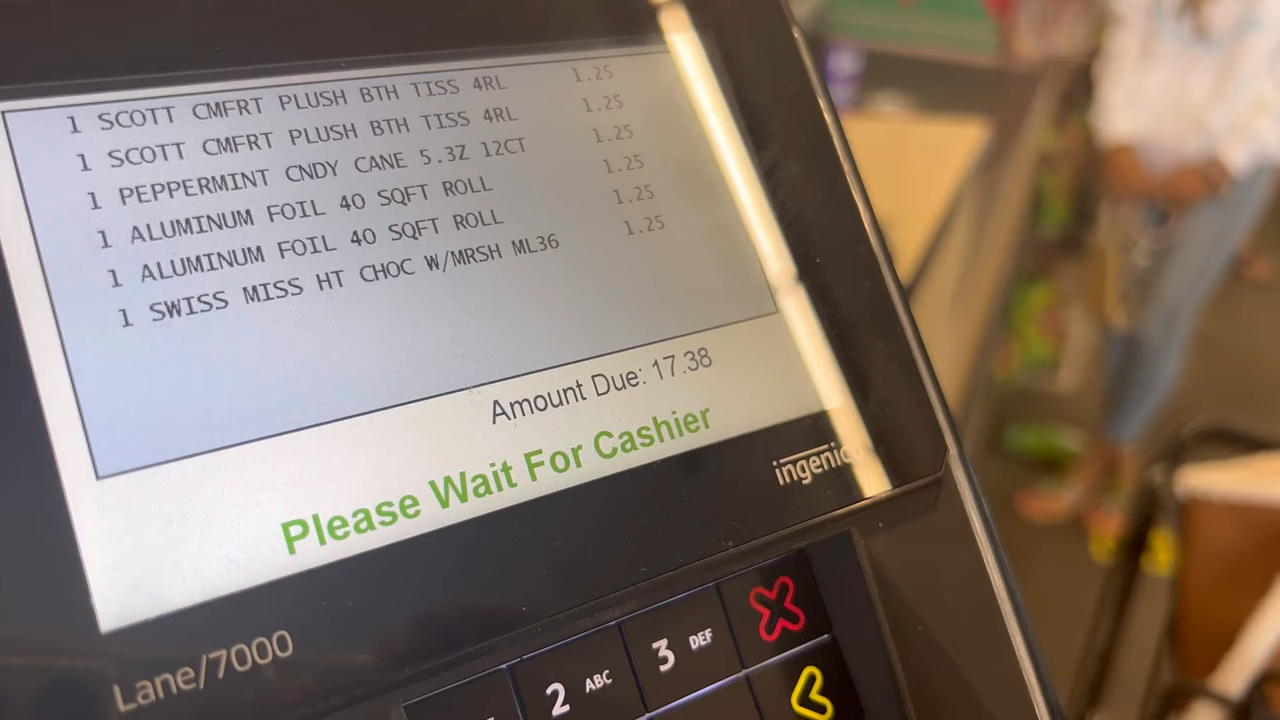 1 SCOTT CMFRT PLUSH BTH TISS 4RL 1.25
1 SCOTT CMFRT PLUSH BTH TISS 4RL 1.25
1 PEPPERMINT CNDY CANE 5.3Z 12CT 1.25
1 ALUMINUM FOIL 40 SQFT ROLL 1.25
1 ALUMINUM FOIL 40 SQFT ROLL 1.25
1 SWISS MISS HT CHOC W/MRSH ML36 1.25
Amount Due: 17.38
Please Wait For Cashier
ingenico
Lane/7000
2 ABC
3 DEF